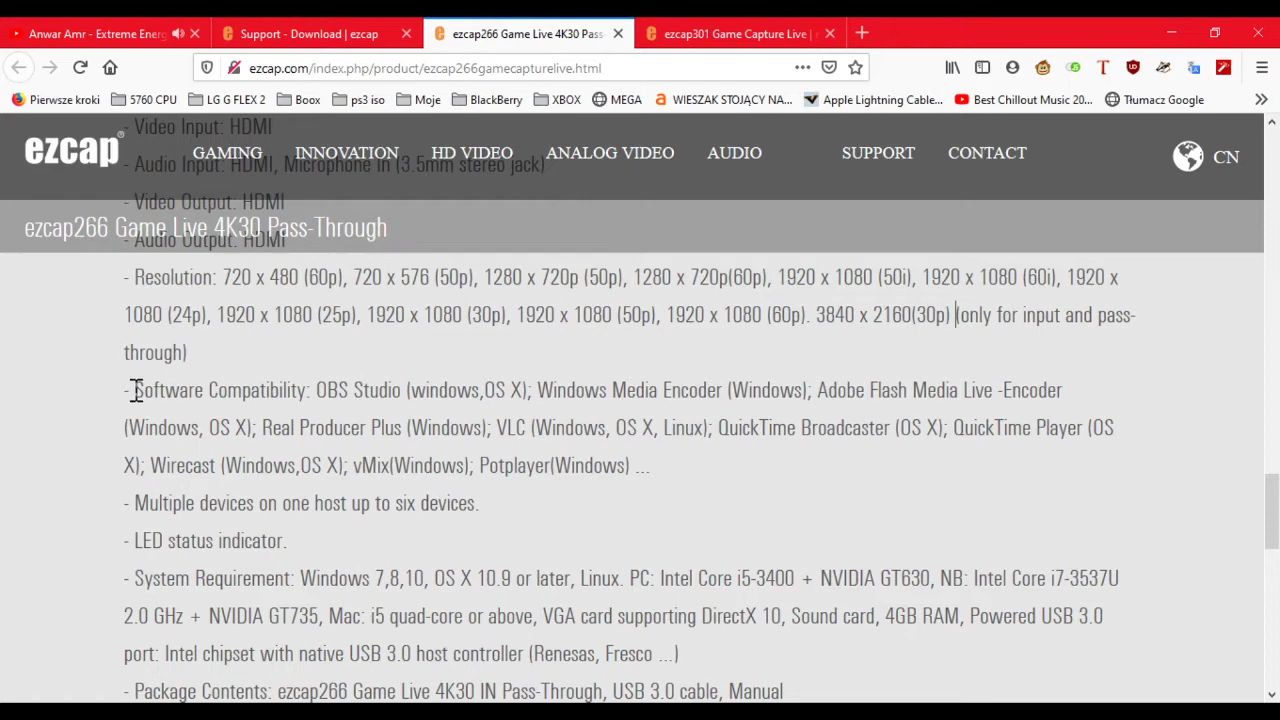 Anwar Amr - Extreme Energ
Support - Download | ezcap
ezcap266 Game Live 4K30 Pass-
ezcap301 Game Capture Live |
ezcap.com/index.php/product/ezcap266gamecapturelive.html
Pierwsze kroki 5760 CPU LG G FLEX 2 Boox ps3 iso Moje BlackBerry XBOX MEGA WIESZAK STOJĄCY NA... Apple Lightning Cable... Best Chillout Music 20... Tłumacz Google
- Video Input: HDMI
ezcap® GAMING INNOVATION HD VIDEO ANALOG VIDEO AUDIO SUPPORT CONTACT CN
- Audio Input: HDMI, Microphone In (3.5mm stereo jack)
- Video Output: HDMI
ezcap266 Game Live 4K30 Pass-Through
- Audio Output: HDMI
- Resolution: 720 x 480 (60p), 720 x 576 (50p), 1280 x 720p (50p), 1280 x 720p(60p), 1920 x 1080 (50i), 1920 x 1080 (60i), 1920 x
1080 (24p), 1920 x 1080 (25p), 1920 x 1080 (30p), 1920 x 1080 (50p), 1920 x 1080 (60p). 3840 x 2160(30p) (only for input and pass-
through)
- Software Compatibility: OBS Studio (windows,OS X); Windows Media Encoder (Windows); Adobe Flash Media Live -Encoder
(Windows, OS X); Real Producer Plus (Windows); VLC (Windows, OS X, Linux); QuickTime Broadcaster (OS X); QuickTime Player (OS
X); Wirecast (Windows,OS X); vMix(Windows); Potplayer(Windows) ...
- Multiple devices on one host up to six devices.
- LED status indicator.
- System Requirement: Windows 7,8,10, OS X 10.9 or later, Linux. PC: Intel Core i5-3400 + NVIDIA GT630, NB: Intel Core i7-3537U
2.0 GHz + NVIDIA GT735, Mac: i5 quad-core or above, VGA card supporting DirectX 10, Sound card, 4GB RAM, Powered USB 3.0
port: Intel chipset with native USB 3.0 host controller (Renesas, Fresco ...)
- Package Contents: ezcap266 Game Live 4K30 IN Pass-Through, USB 3.0 cable, Manual